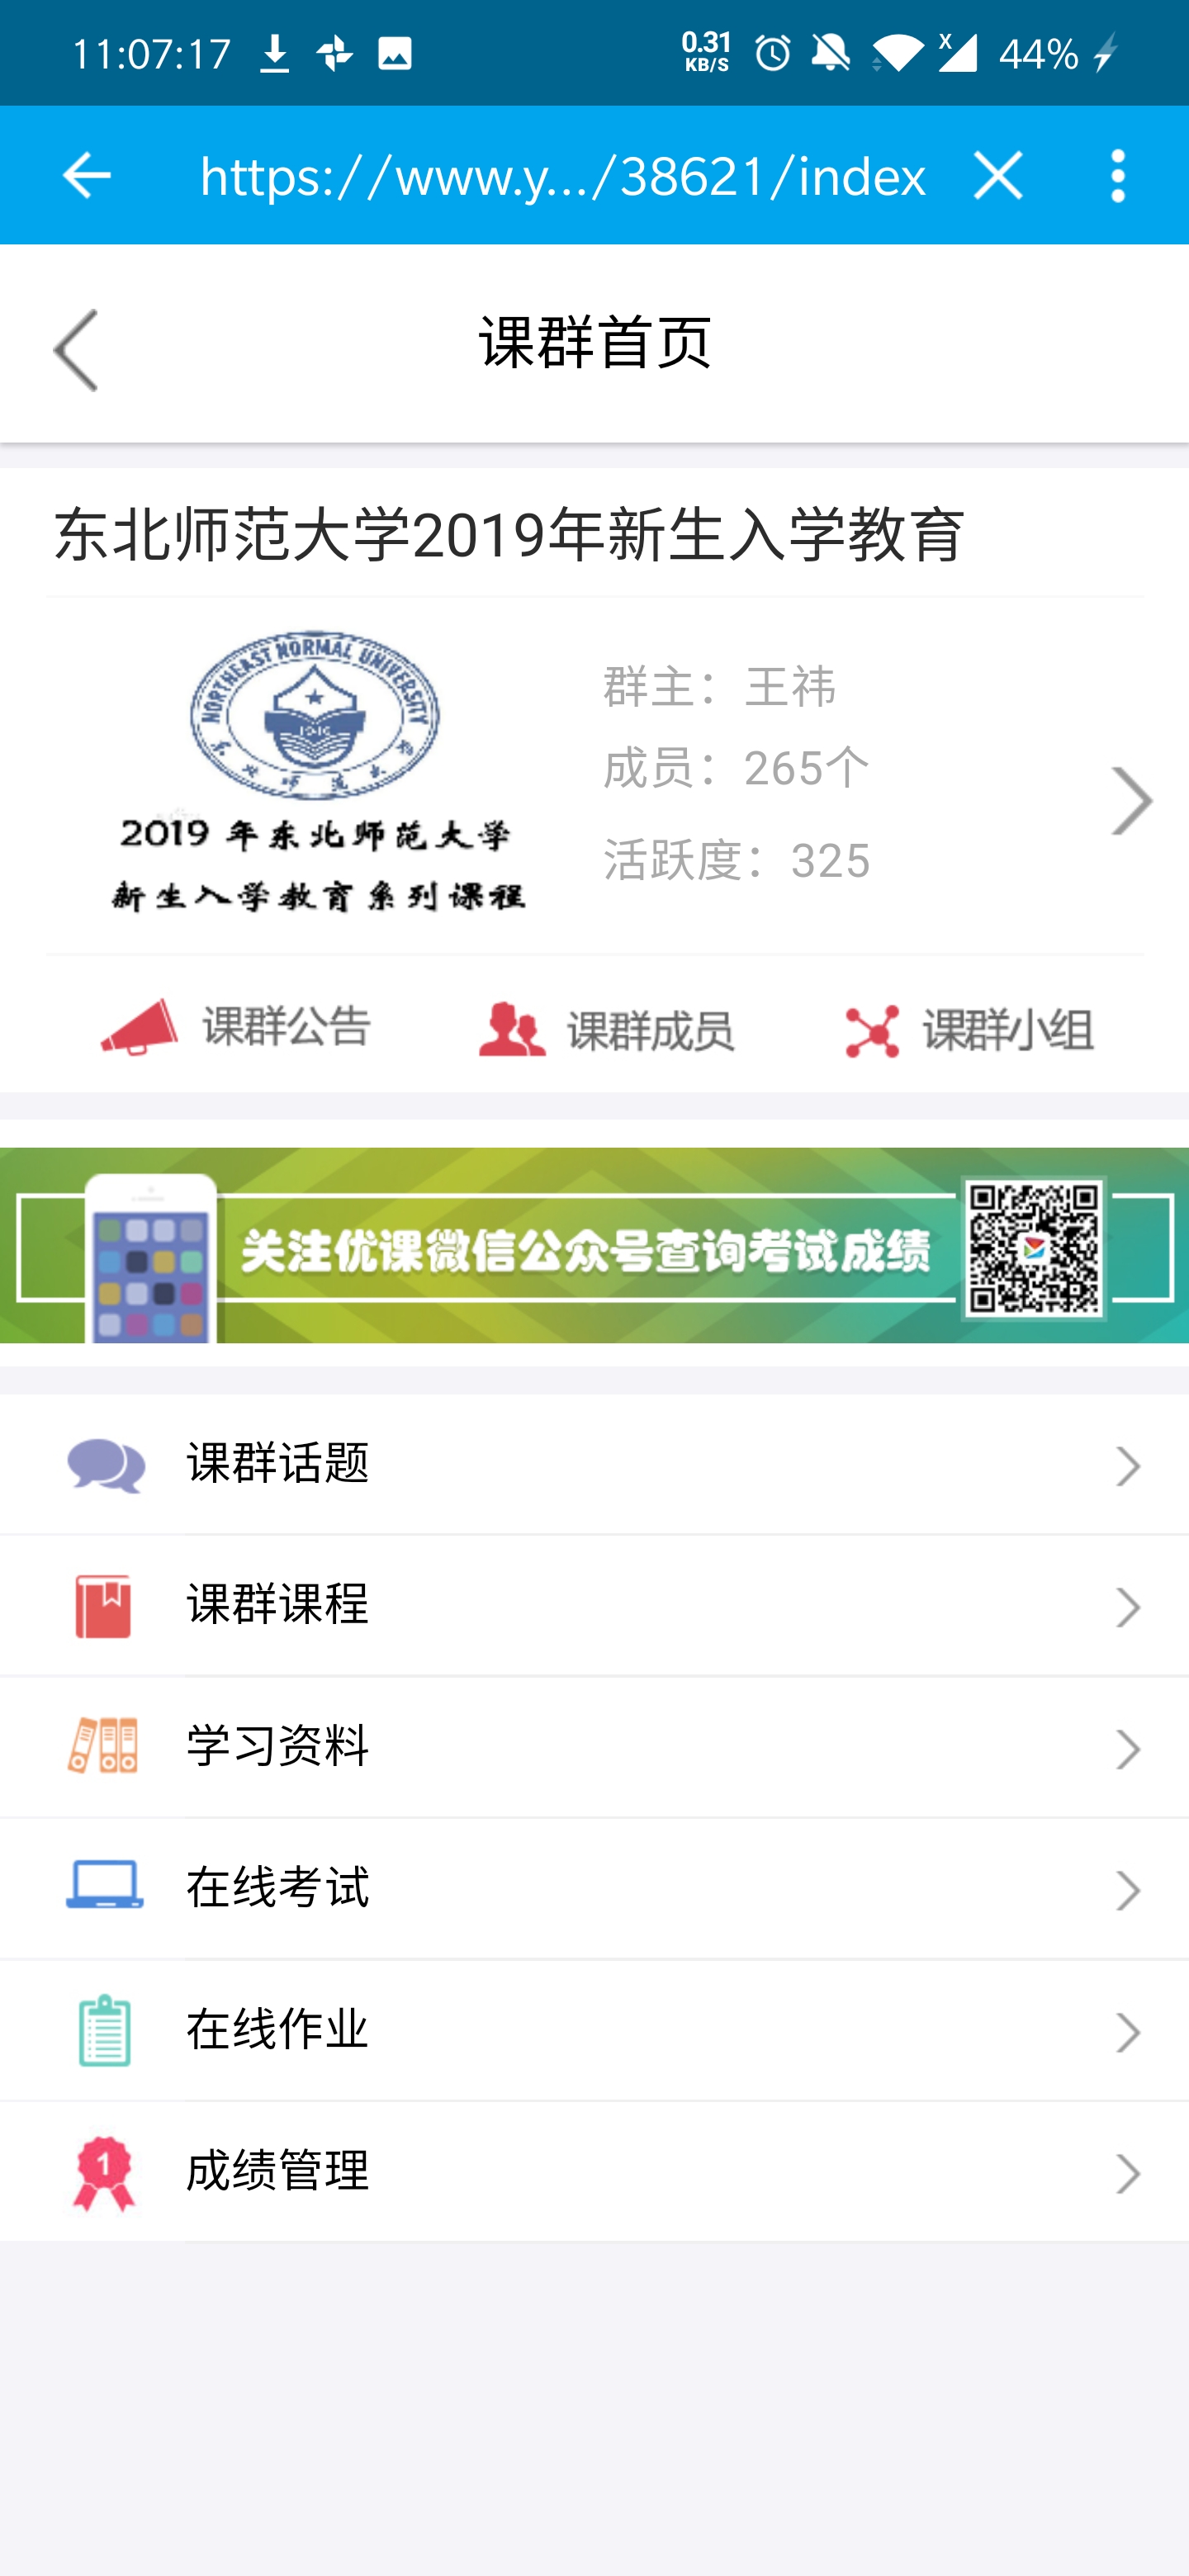 11:07:17 0.31 KB/S x 44%
https://www.y.../38621/index
课群首页
东北师范大学2019年新生入学教育
NORTHEAST NORMAL UNIVERSITY
1946
东北师范大学
2019 年东北师范大学
新生入学教育系列课程
群主：王祎
成员：265个
活跃度：325
课群公告 课群成员 课群小组
关注优课微信公众号查询考试成绩
课群话题
课群课程
学习资料
在线考试
在线作业
1 成绩管理